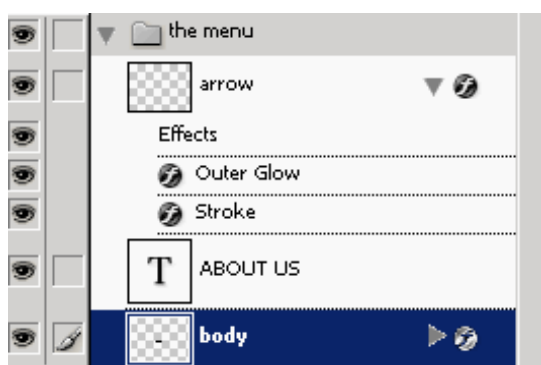 the menu
arrow
Effects
Outer Glow
Stroke
T ABOUT US
body